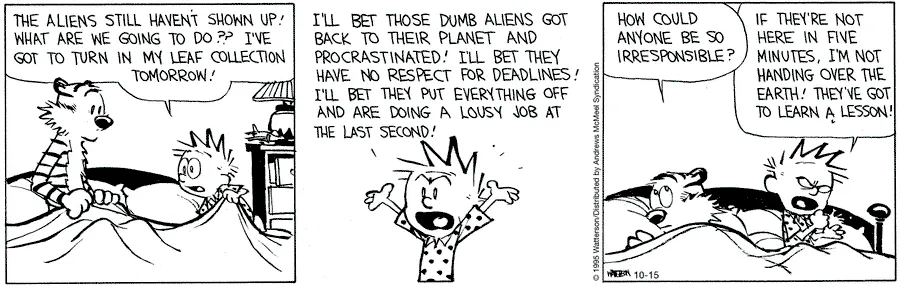 THE ALIENS STILL HAVEN'T SHOWN UP!
WHAT ARE WE GOING TO DO?? I'VE
GOT TO TURN IN MY LEAF COLLECTION
TOMORROW!
I'LL BET THOSE DUMB ALIENS GOT
BACK TO THEIR PLANET AND
PROCRASTINATED! I'LL BET THEY
HAVE NO RESPECT FOR DEADLINES!
I'LL BET THEY PUT EVERYTHING OFF
AND ARE DOING A LOUSY JOB AT
THE LAST SECOND!
HOW COULD
ANYONE BE SO
IRRESPONSIBLE?
IF THEY'RE NOT
HERE IN FIVE
MINUTES, I'M NOT
HANDING OVER THE
EARTH! THEY'VE GOT
TO LEARN A LESSON!
© 1995 Watterson/Distributed by Andrews McMeel Syndication
WATTERSON 10-15